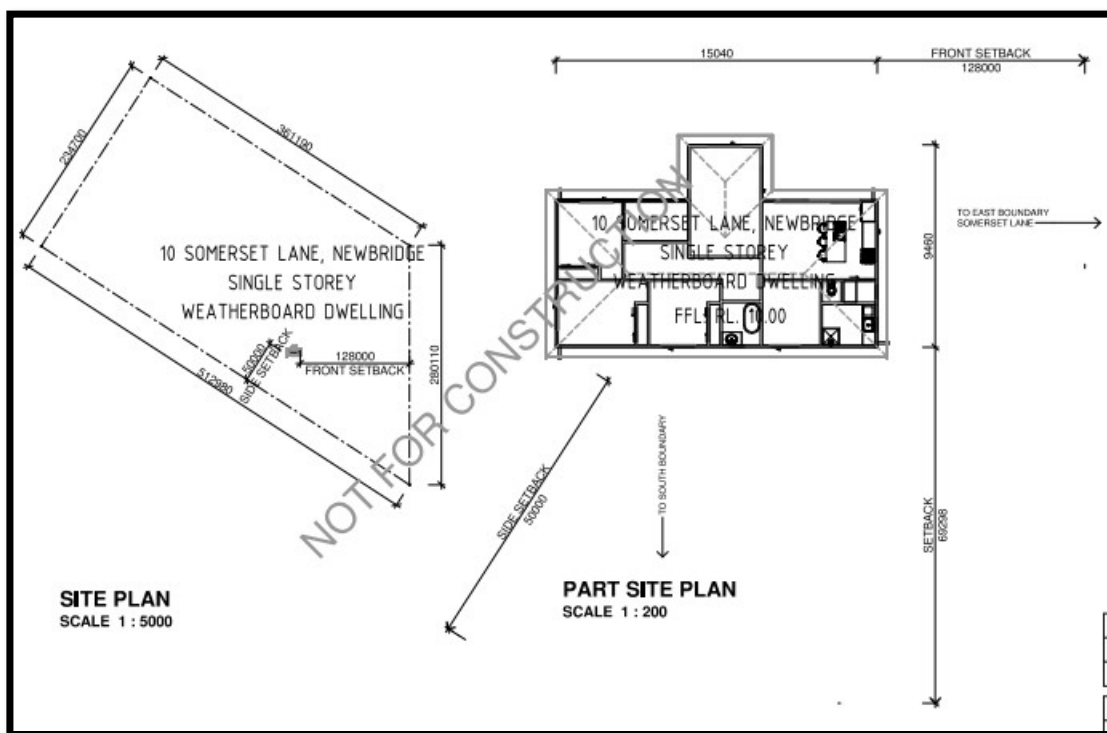 234700
361190
10 SOMERSET LANE, NEWBRIDGE
SINGLE STOREY
WEATHERBOARD DWELLING
50000
SIDE SETBACK
128000
FRONT SETBACK
280110
512980
SITE PLAN
SCALE 1 : 5000
15040
FRONT SETBACK
128000
10 SOMERSET LANE, NEWBRIDGE
SINGLE STOREY
WEATHERBOARD DWELLING
FFL: RL. 10.00
9460
TO EAST BOUNDARY
SOMERSET LANE
SIDE SETBACK
50000
TO SOUTH BOUNDARY
SETBACK
69298
PART SITE PLAN
SCALE 1 : 200
NOT FOR CONSTRUCTION